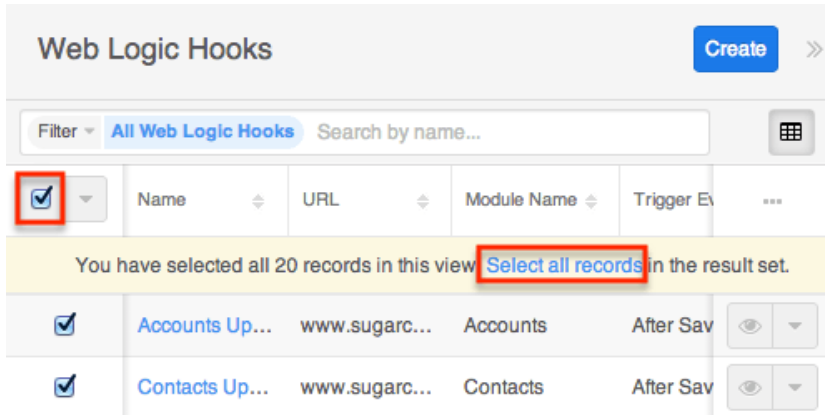 Web Logic Hooks Create
Filter All Web Logic Hooks Search by name...
Name URL Module Name Trigger Ev
You have selected all 20 records in this view. Select all records in the result set.
Accounts Up... www.sugarc... Accounts After Sav
Contacts Up... www.sugarc... Contacts After Sav